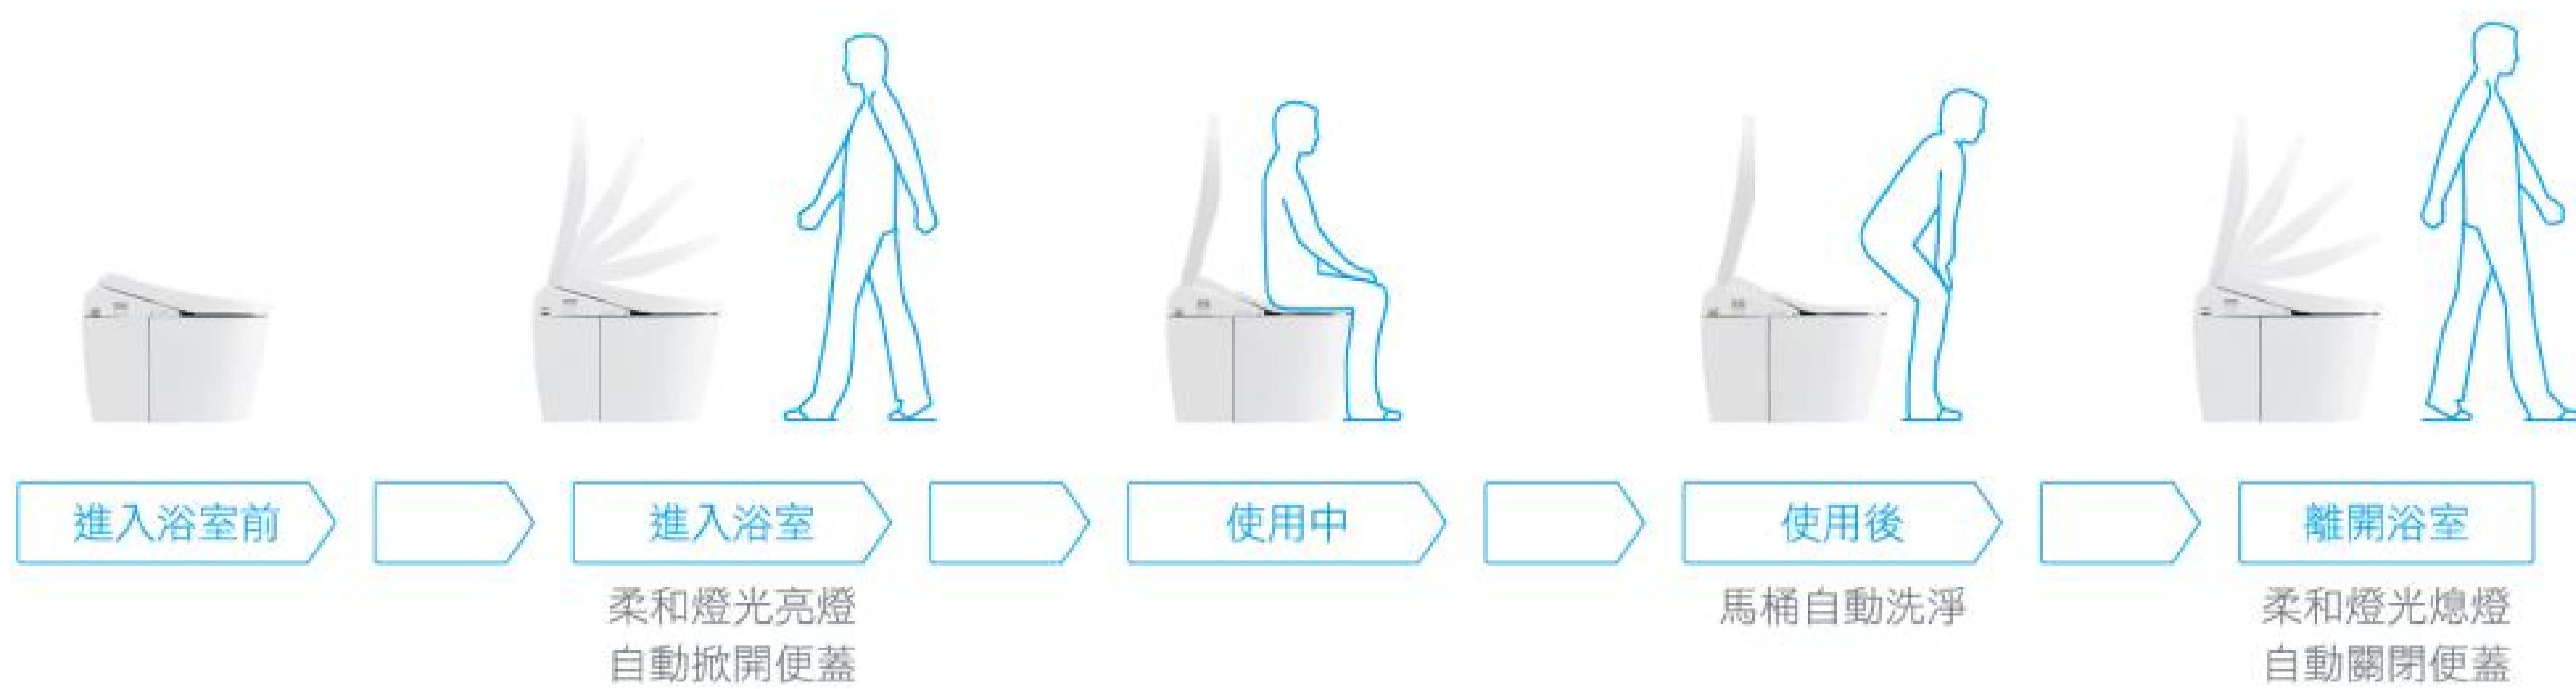 進入浴室前
進入浴室
使用中
使用後
離開浴室
柔和燈光亮燈
自動掀開便蓋
馬桶自動洗淨
柔和燈光熄燈
自動關閉便蓋